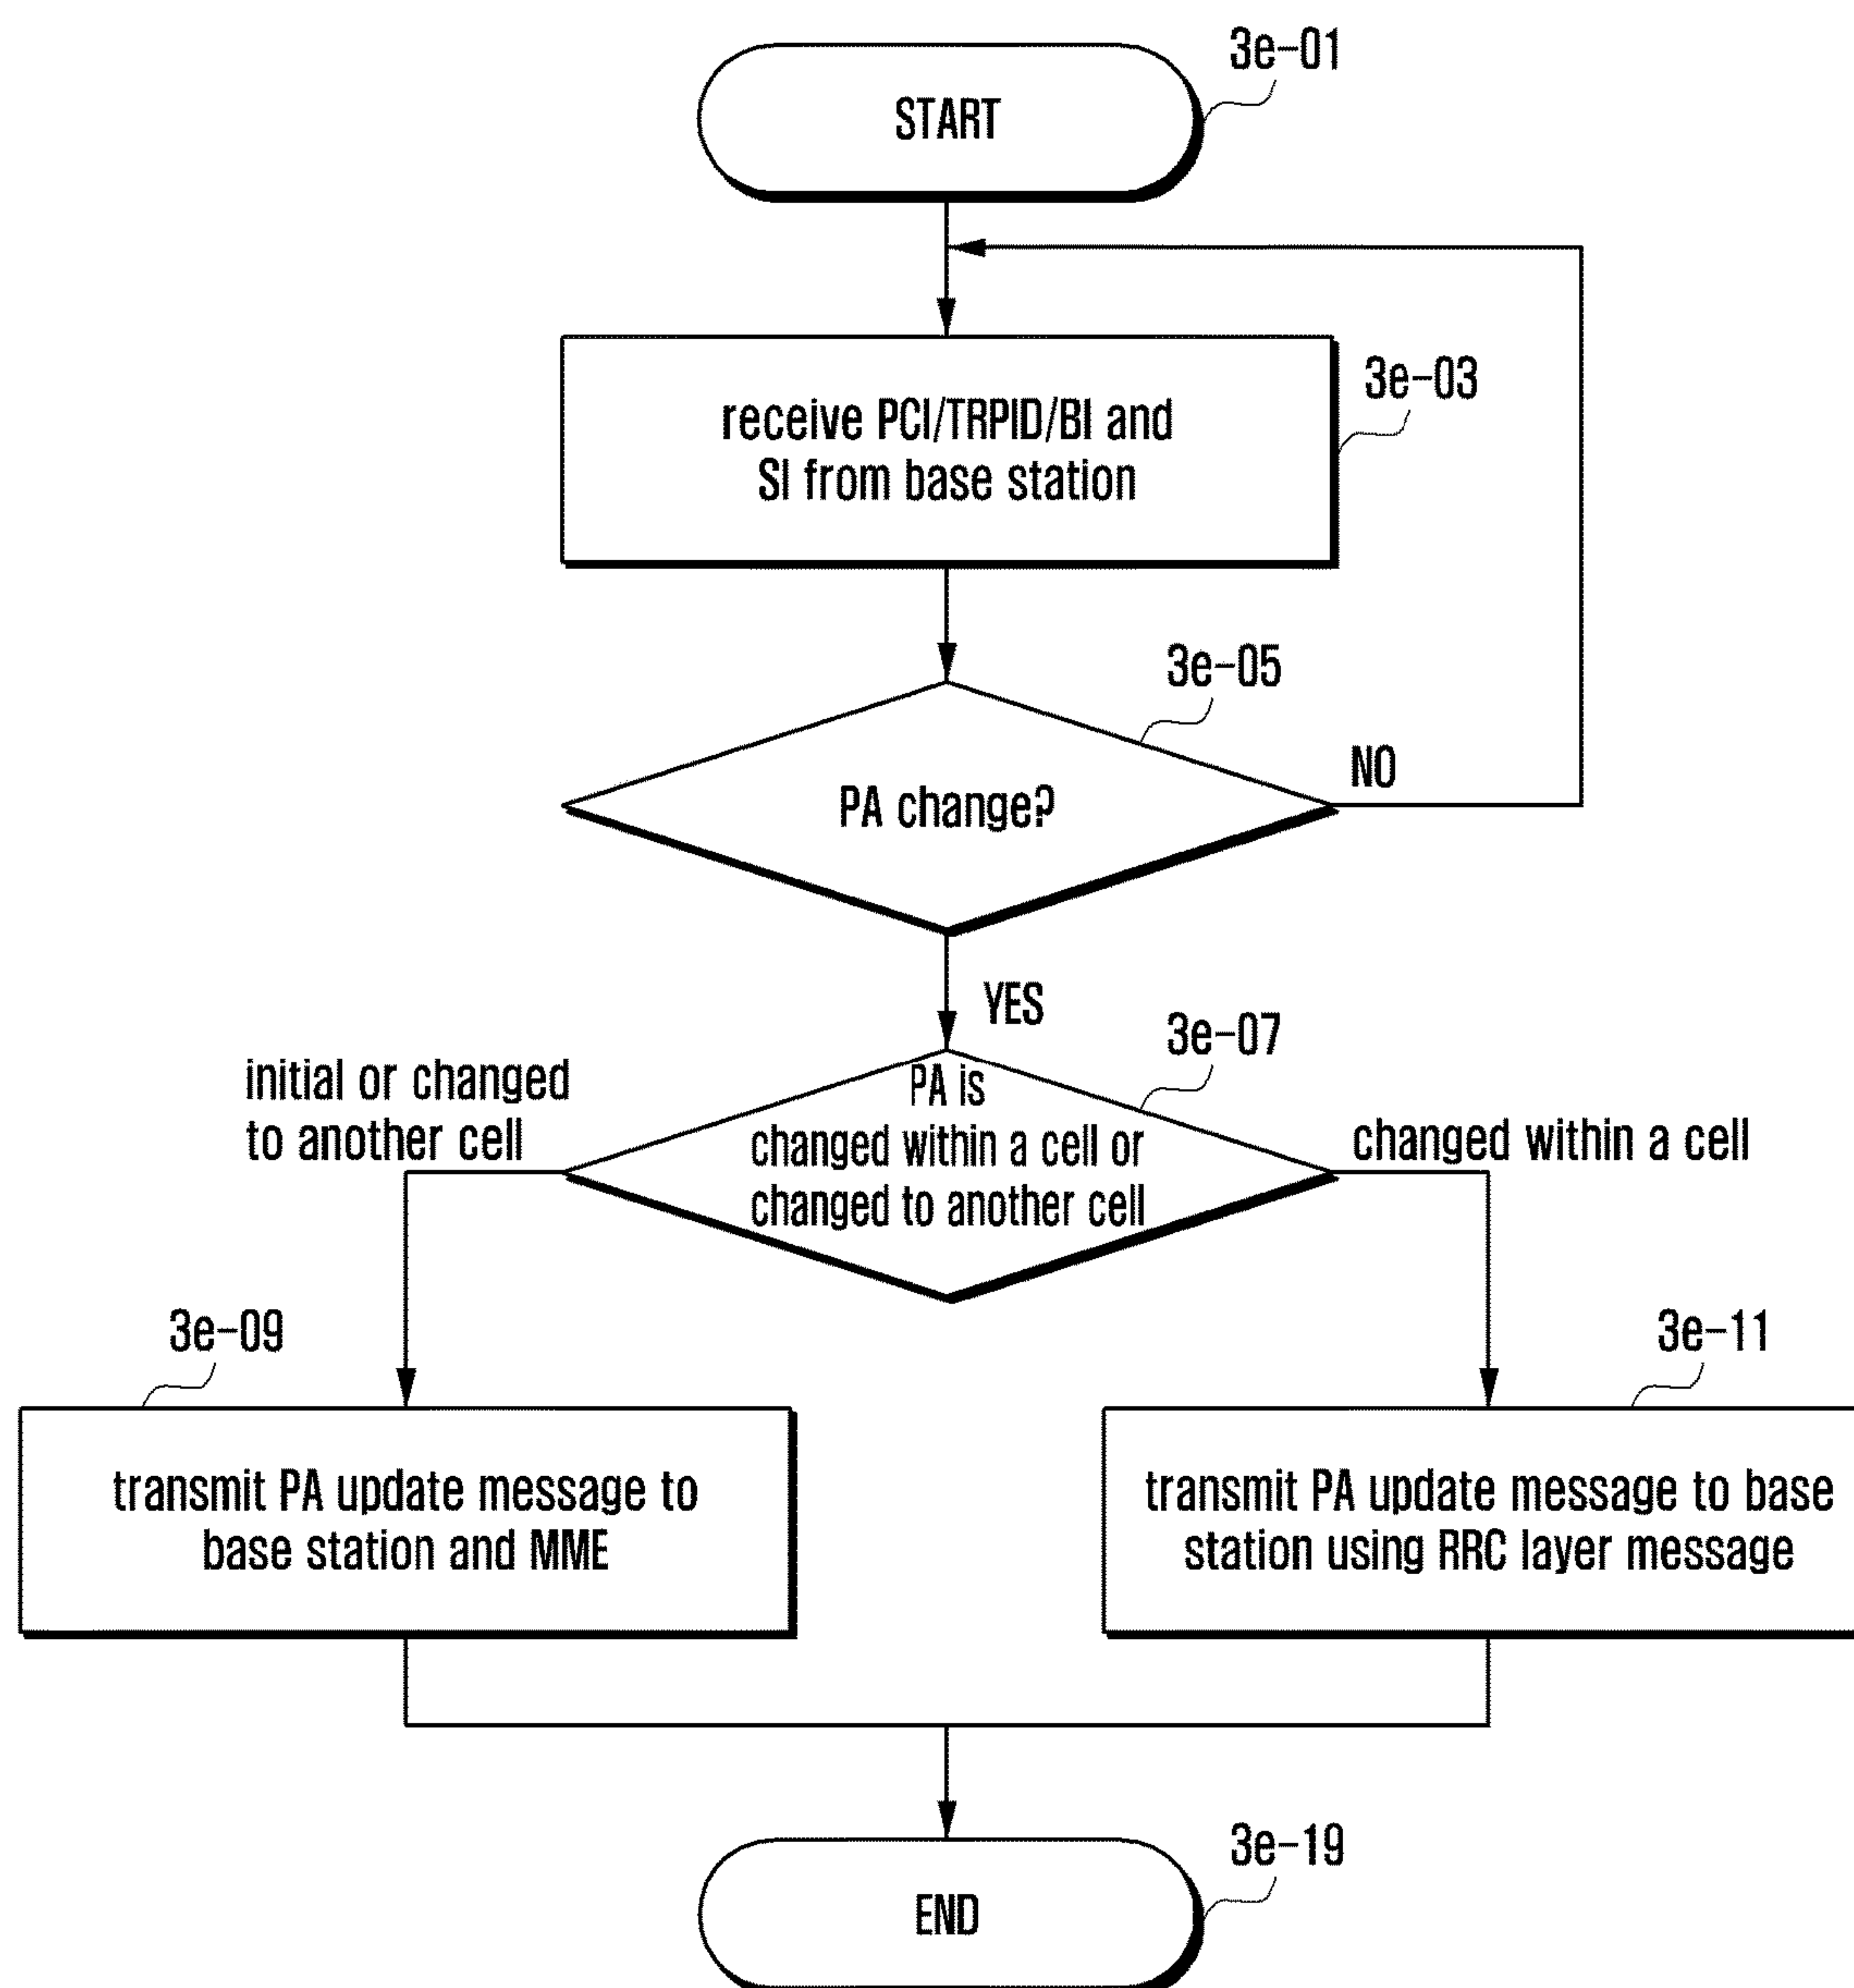 3e-01
START
3e-03
receive PCI/TRPID/BI and
SI from base station
3e-05
PA change?
NO
YES
3e-07
initial or changed
to another cell
PA is
changed within a cell or
changed to another cell
changed within a cell
3e-09
3e-11
transmit PA update message to
base station and MME
transmit PA update message to base
station using RRC layer message
3e-19
END